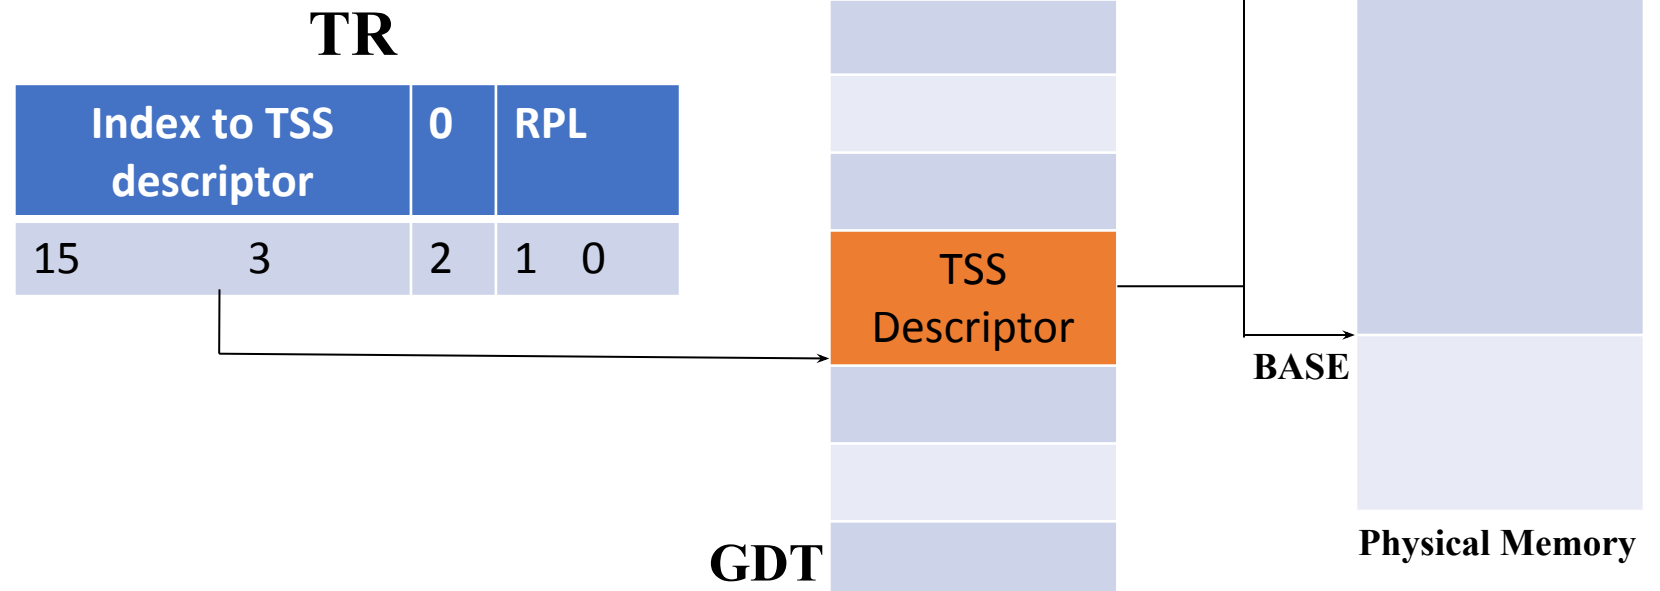 TR
Index to TSS
descriptor
0
RPL
15 3 2 1 0
TSS
Descriptor
BASE
Physical Memory
GDT